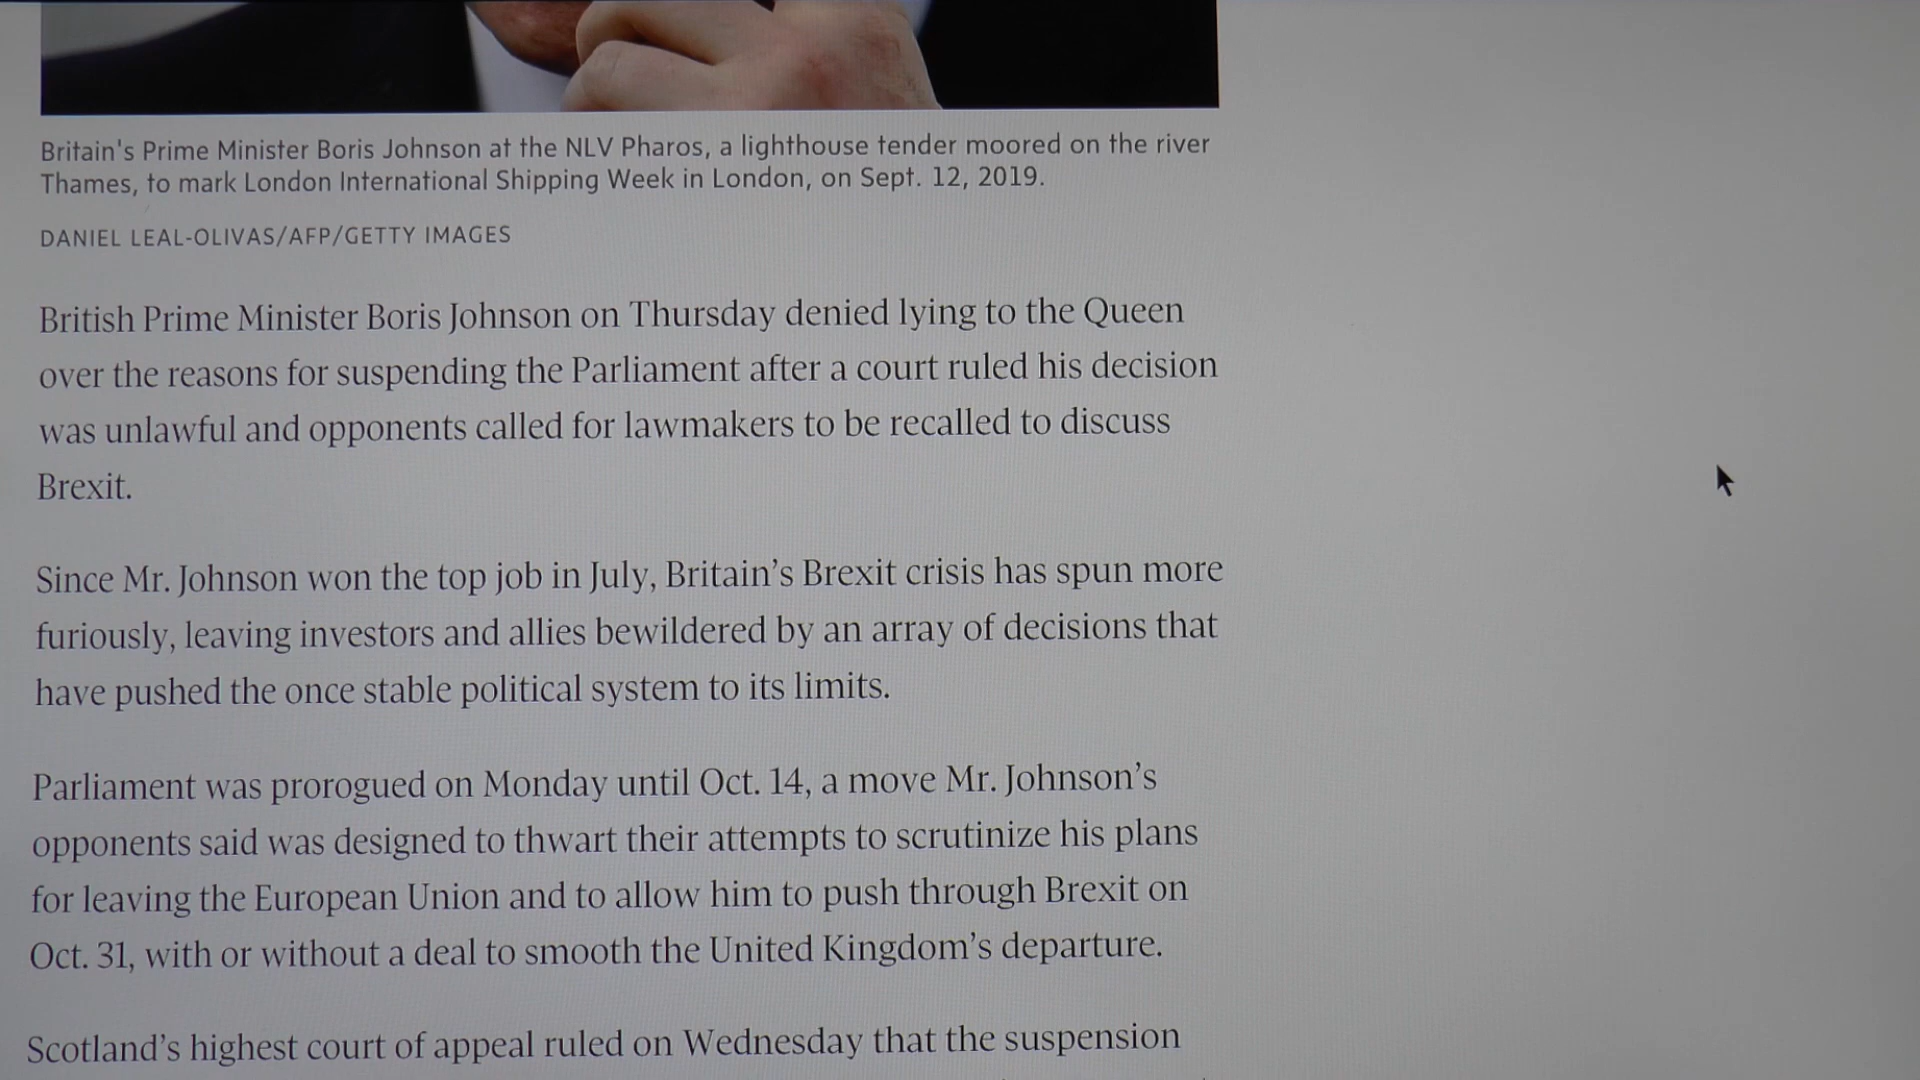 Britain's Prime Minister Boris Johnson at the NLV Pharos, a lighthouse tender moored on the river
Thames, to mark London International Shipping Week in London, on Sept. 12, 2019.
DANIEL LEAL-OLIVAS/AFP/GETTY IMAGES
British Prime Minister Boris Johnson on Thursday denied lying to the Queen
over the reasons for suspending the Parliament after a court ruled his decision
was unlawful and opponents called for lawmakers to be recalled to discuss
Brexit.
Since Mr. Johnson won the top job in July, Britain’s Brexit crisis has spun more
furiously, leaving investors and allies bewildered by an array of decisions that
have pushed the once stable political system to its limits.
Parliament was prorogued on Monday until Oct. 14, a move Mr. Johnson’s
opponents said was designed to thwart their attempts to scrutinize his plans
for leaving the European Union and to allow him to push through Brexit on
Oct. 31, with or without a deal to smooth the United Kingdom’s departure.
Scotland’s highest court of appeal ruled on Wednesday that the suspension